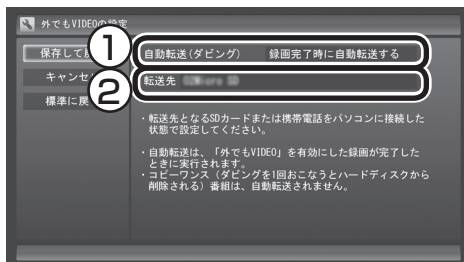 外でもVIDEOの設定
保存して
自動転送(ダビング) 録画完了時に自動転送する
キャンセ
転送先
標準に戻
①
②
・転送先となるSDカードまたは携帯電話をパソコンに接続した
状態で設定してください。
・自動転送は、「外でもVIDEO」を有効にした録画が完了した
ときに実行されます。
・コピーワンス(ダビングを1回おこなうとハードディスクから
削除される)番組は、自動転送されません。